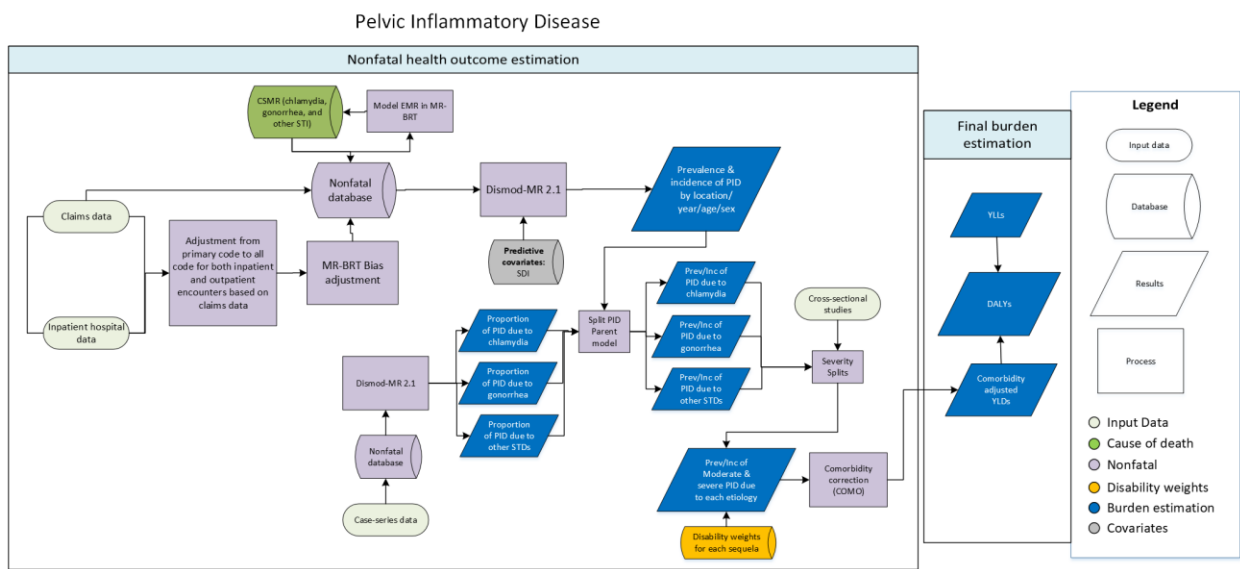 Pelvic Inflammatory Disease
Nonfatal health outcome estimation
CSMR (chlamydia,
gonorrhea, and
other STI)
Model EMR in MR-
BRT
Claims data
Nonfatal
database
Dismod-MR 2.1
Prevalence &
incidence of PID
by location/
year/age/sex
Adjustment from
primary code to all
code for both inpatient
and outpatient
encounters based on
claims data
MR-BRT Bias
adjustment
Predictive
covariates:
SDI
Inpatient hospital
data
Proportion
of PID due to
chlamydia
Proportion
of PID due to
gonorrhea
Proportion
of PID due to
other STDs
Dismod-MR 2.1
Nonfatal
database
Case-series data
Split PID
Parent
model
Prev/Inc of
PID due to
chlamydia
Prev/Inc of
PID due to
gonorrhea
Prev/Inc of
PID due to
other STDs
Cross-sectional
studies
Severity
Splits
Prev/Inc of
Moderate &
severe PID due
to each etiology
Comorbidity
correction
(COMO)
Disability weights
for each sequela
Final burden
estimation
YLLs
DALYs
Comorbidity
adjusted
YLDs
Legend
Input data
Database
Results
Process
Input Data
Cause of death
Nonfatal
Disability weights
Burden estimation
Covariates